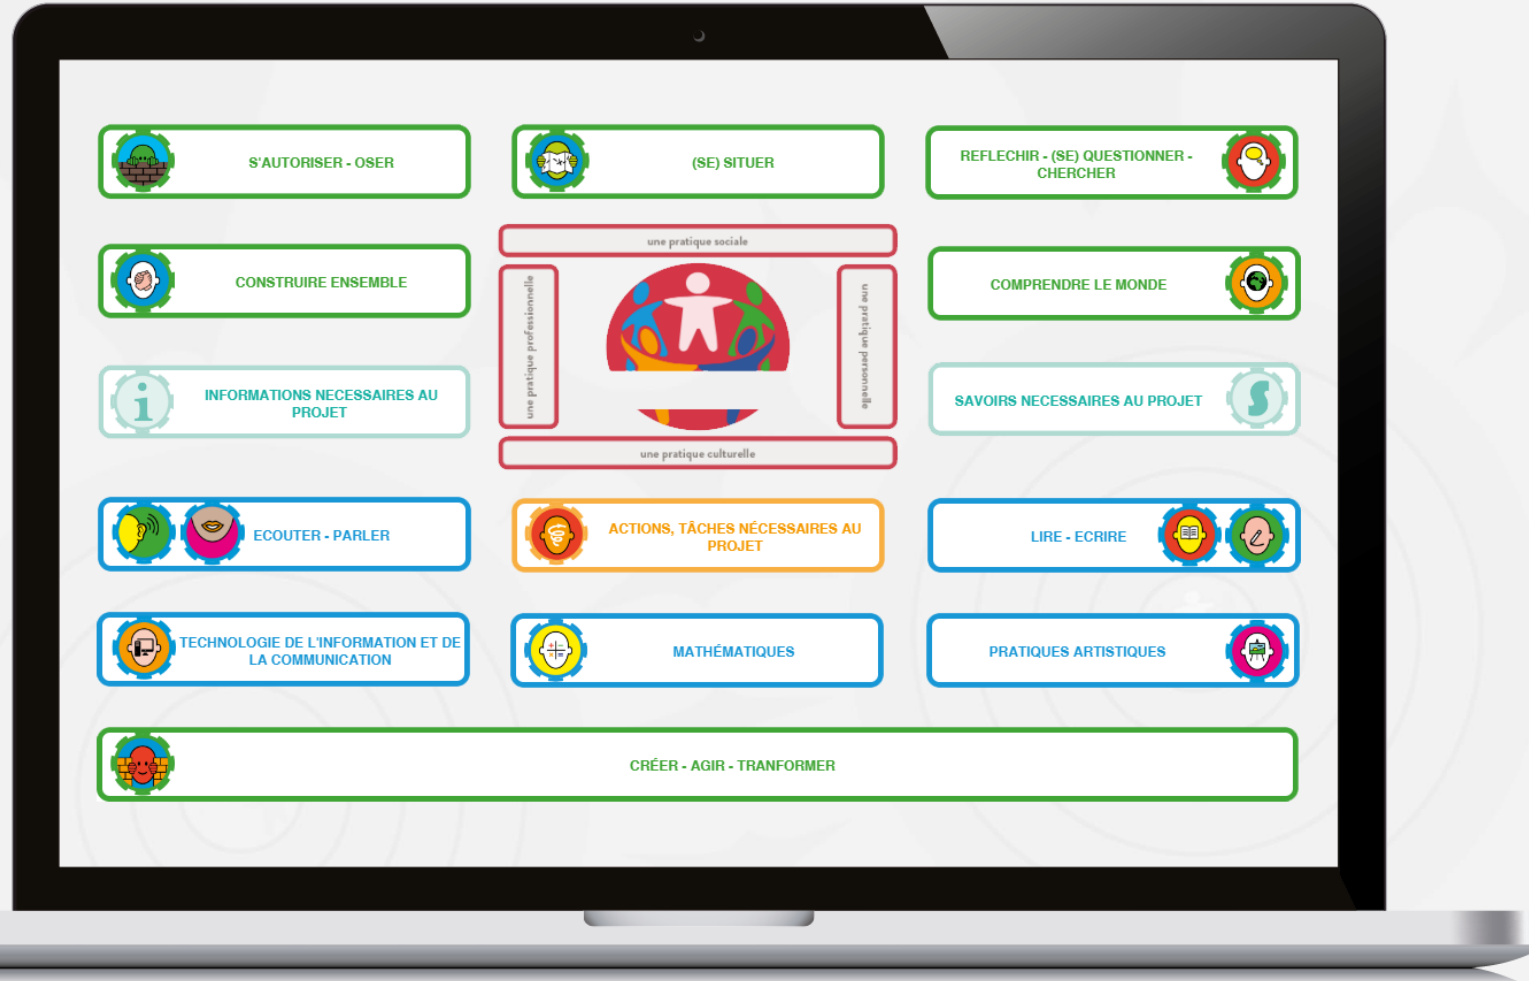 S'AUTORISER - OSER
(SE) SITUER
REFLECHIR - (SE) QUESTIONNER -
CHERCHER
une pratique sociale
CONSTRUIRE ENSEMBLE
une pratique professionnelle
une pratique personnelle
COMPRENDRE LE MONDE
i
INFORMATIONS NECESSAIRES AU
PROJET
SAVOIRS NECESSAIRES AU PROJET
S
une pratique culturelle
ECOUTER - PARLER
ACTIONS, TÂCHES NÉCESSAIRES AU
PROJET
LIRE - ECRIRE
TECHNOLOGIE DE L'INFORMATION ET DE
LA COMMUNICATION
MATHÉMATIQUES
PRATIQUES ARTISTIQUES
CRÉER - AGIR - TRANFORMER